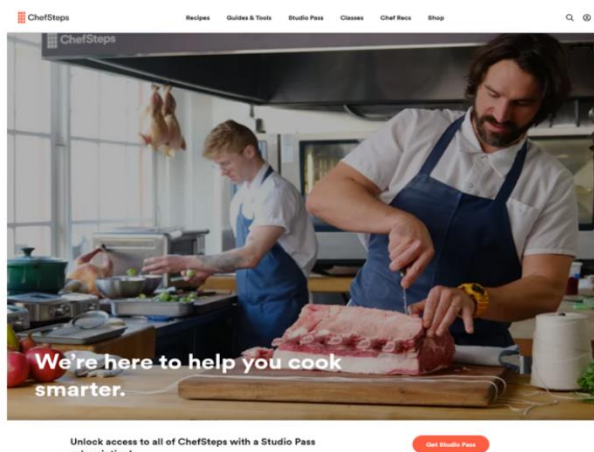 ChefSteps
Recipes Guides & Tools Studio Pass Classes Chef Recs Shop
ChefSteps
We're here to help you cook
smarter.
Unlock access to all of ChefSteps with a Studio Pass
Get Studio Pass